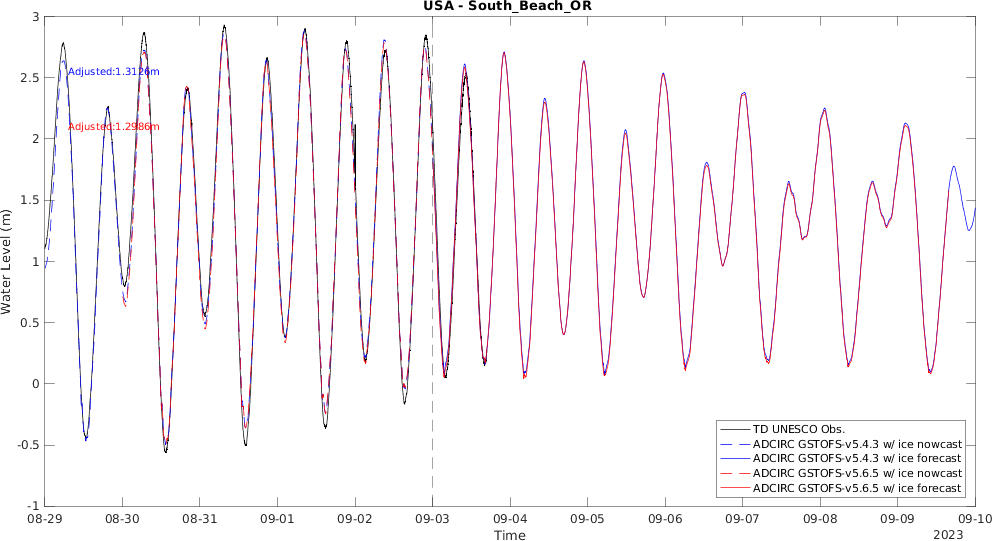 USA - South_Beach_OR
3
2.5
2
1.5
1
0.5
0
-0.5
-1
Water Level (m)
Adjusted:1.3126m
Adjusted:1.2986m
TD UNESCO Obs.
ADCIRC GSTOFS-v5.4.3 w/ ice nowcast
ADCIRC GSTOFS-v5.4.3 w/ ice forecast
ADCIRC GSTOFS-v5.6.5 w/ ice nowcast
ADCIRC GSTOFS-v5.6.5 w/ ice forecast
08-29 08-30 08-31 09-01 09-02 09-03 09-04 09-05 09-06 09-07 09-08 09-09 09-10
Time
2023